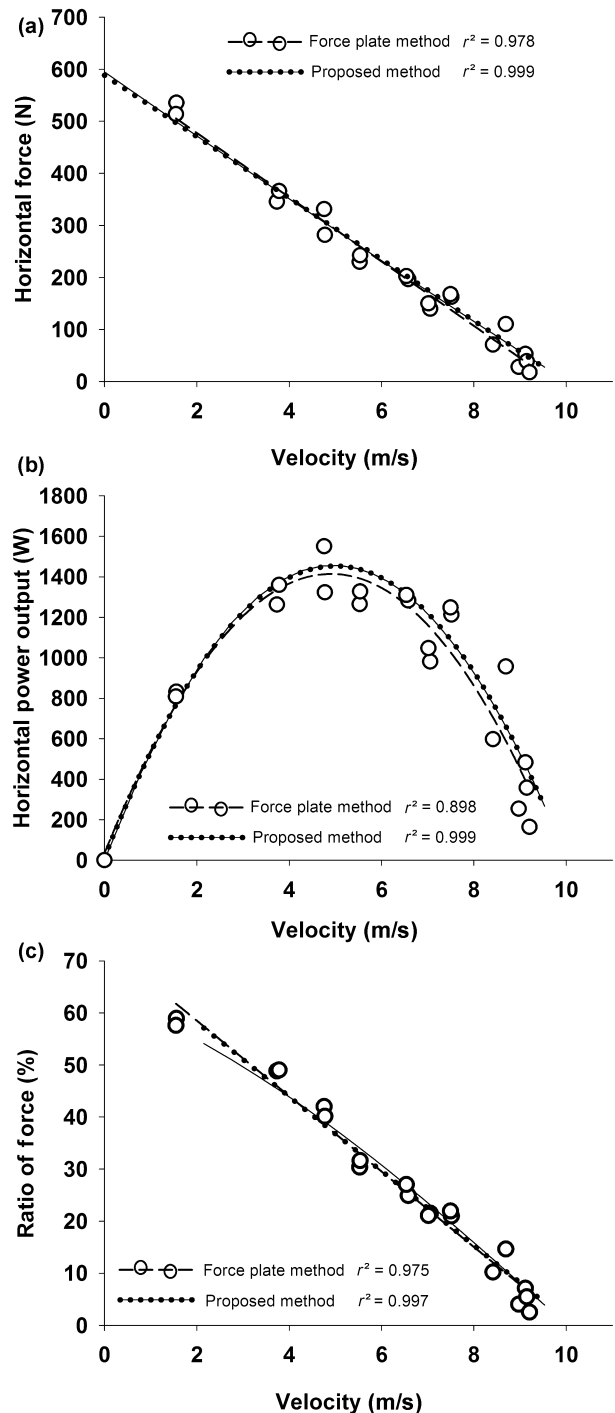 (a)
700
600
500
400
300
200
100
0
Horizontal force (N)
Force plate method r² = 0.978
Proposed method r² = 0.999
0 2 4 6 8 10
Velocity (m/s)
(b)
1800
1600
1400
1200
1000
800
600
400
200
0
Horizontal power output (W)
Force plate method r² = 0.898
Proposed method r² = 0.999
0 2 4 6 8 10
Velocity (m/s)
(c)
70
60
50
40
30
20
10
0
Ratio of force (%)
Force plate method r² = 0.975
Proposed method r² = 0.997
0 2 4 6 8 10
Velocity (m/s)